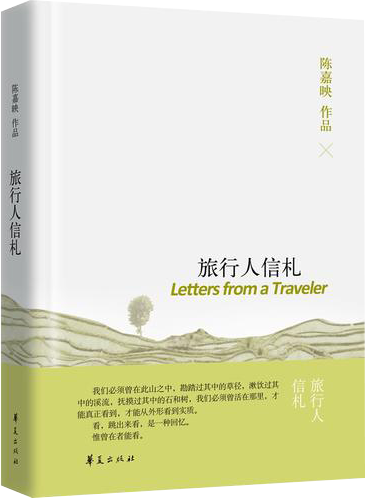 陈嘉映 作品
旅行人信札
陈嘉映 作品
旅行人信札
Letters from a Traveler
我们必须曾在此山之中，勘踏过其中的草径，漱饮过其
中的溪流，抚摸过其中的石和树，我们必须曾活在那里，才
能真正看到，才能从外形看到实质。
看，跳出来看，是一种回忆。
惟曾在者能看。
旅行人
信札
华夏出版社